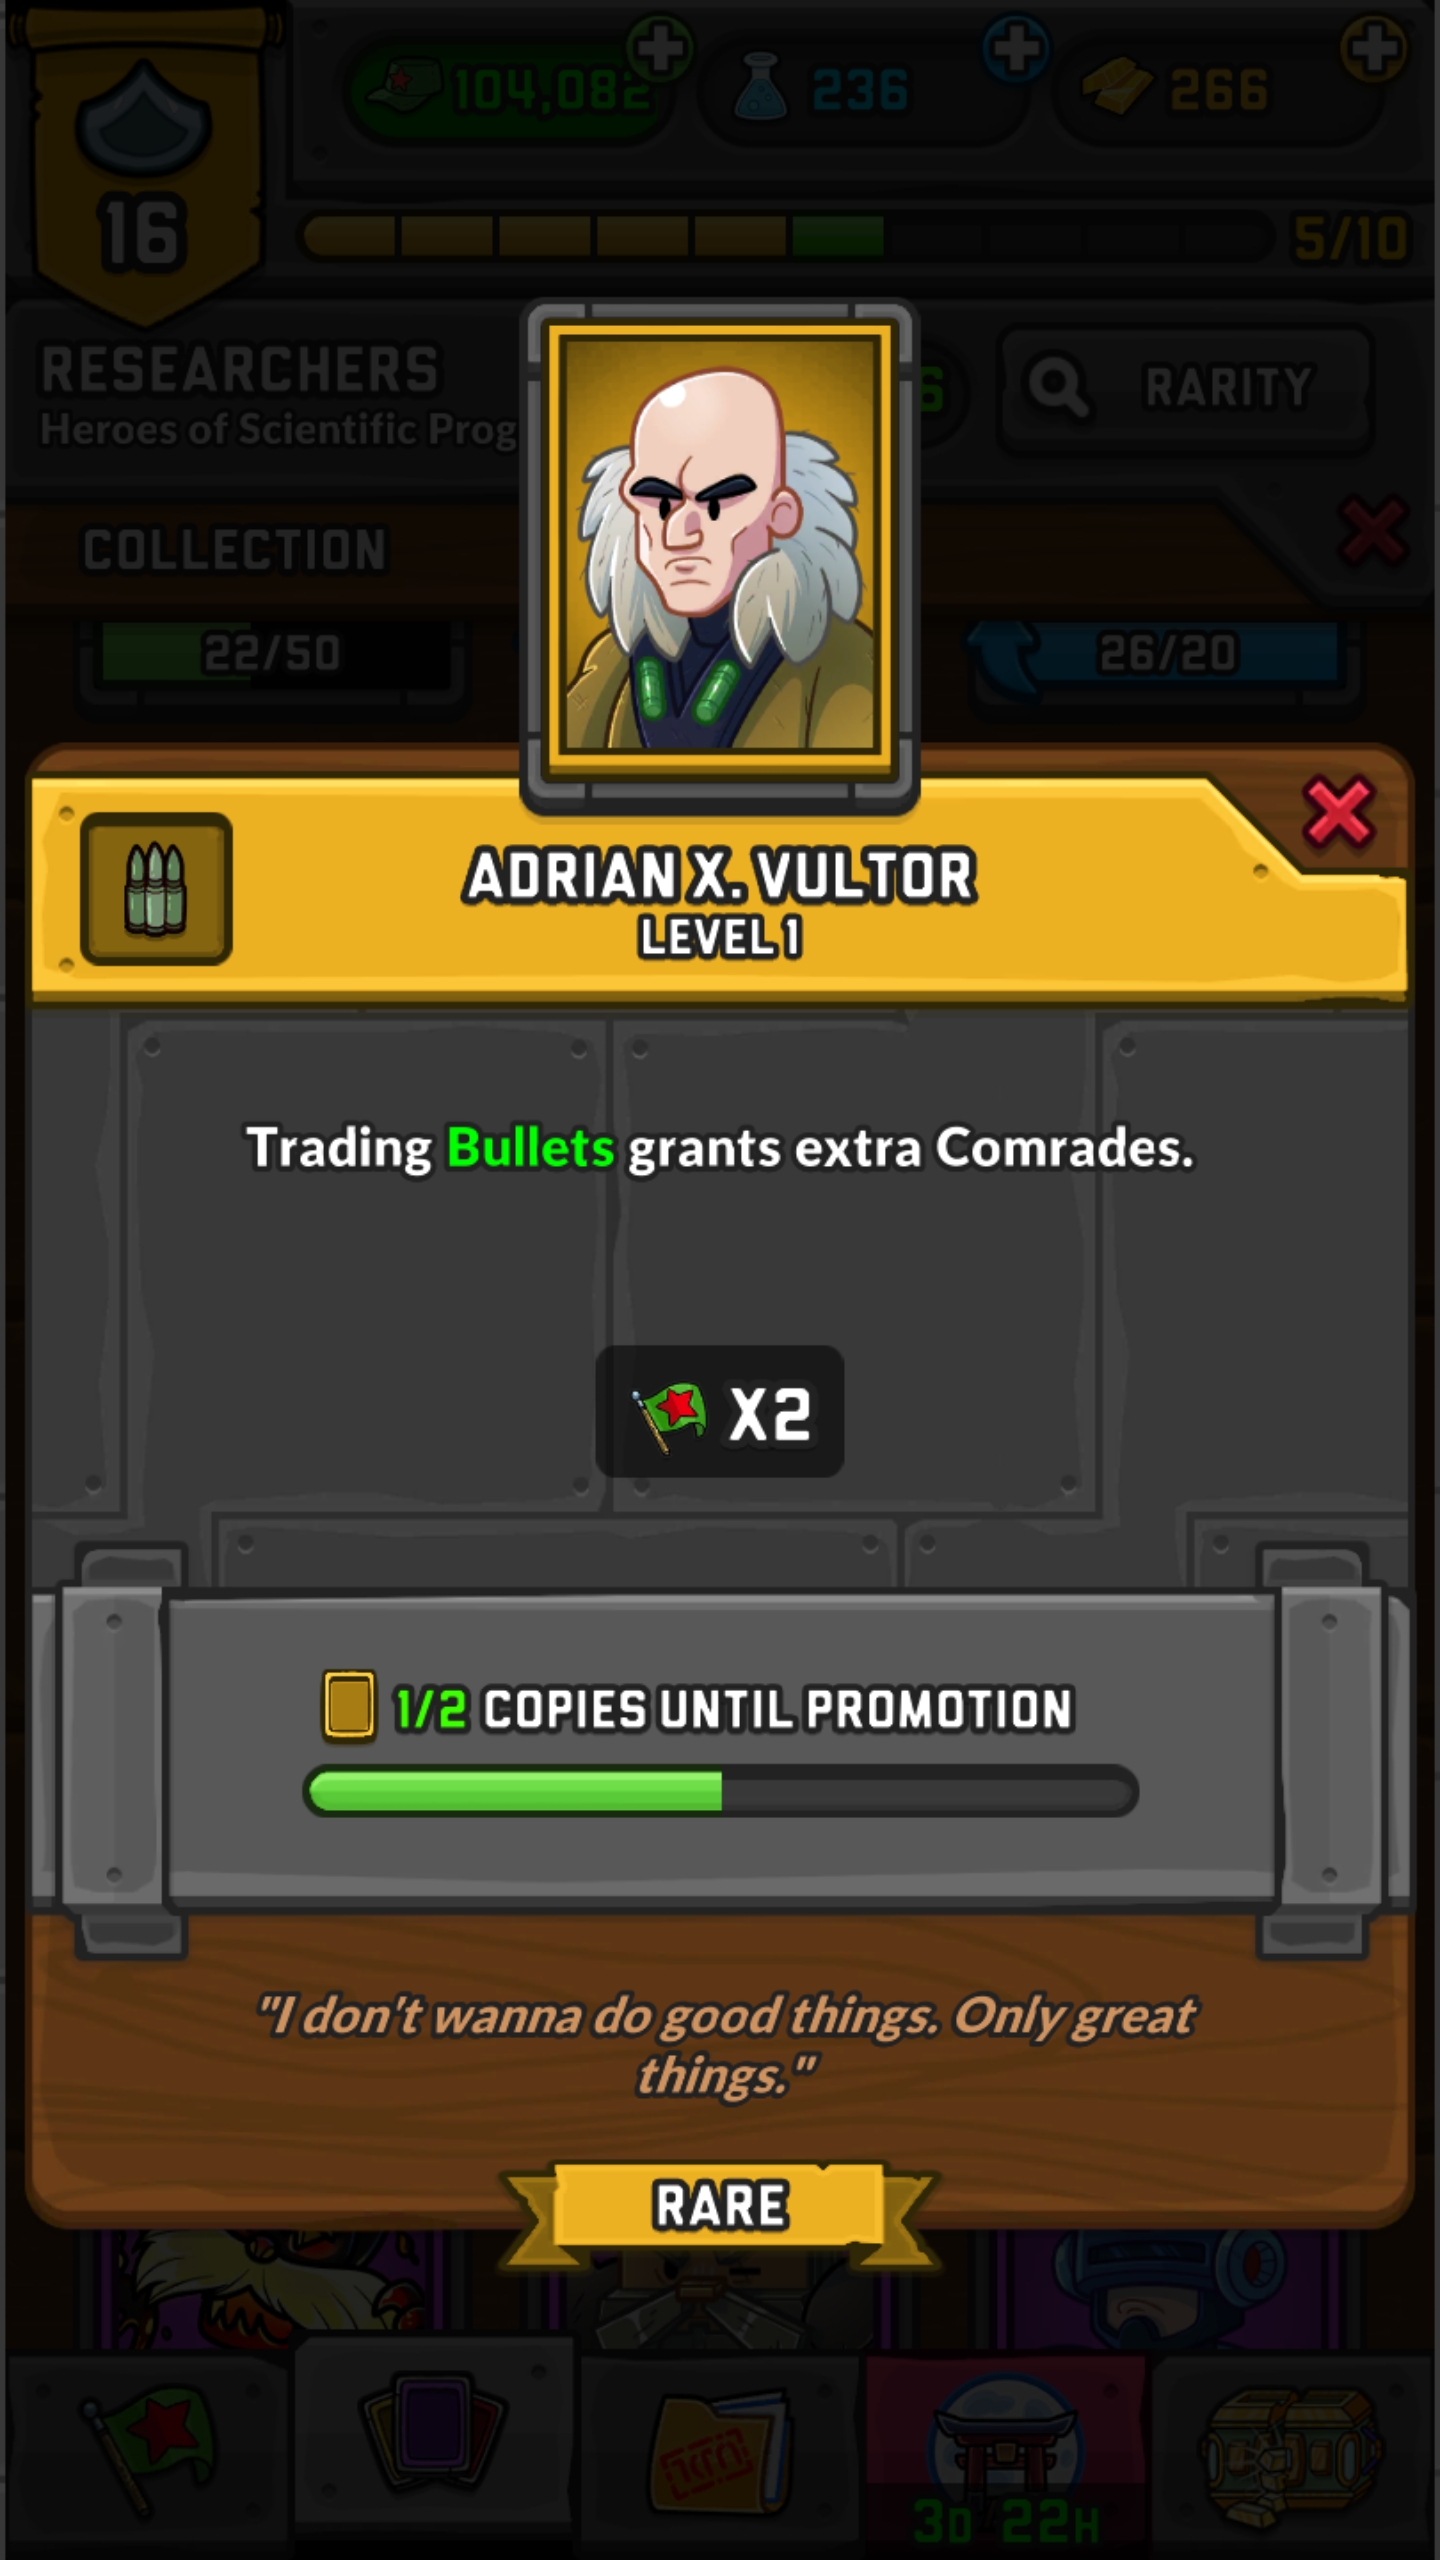 104,082
236
266
16
5/10
RESEARCHERS
Heroes of Scientific Prog
6
RARITY
COLLECTION
22/50
26/20
ADRIAN X. VULTOR
LEVEL 1
Trading Bullets grants extra Comrades.
X2
1/2 COPIES UNTIL PROMOTION
"I don't wanna do good things. Only great
things."
RARE
3D 22H